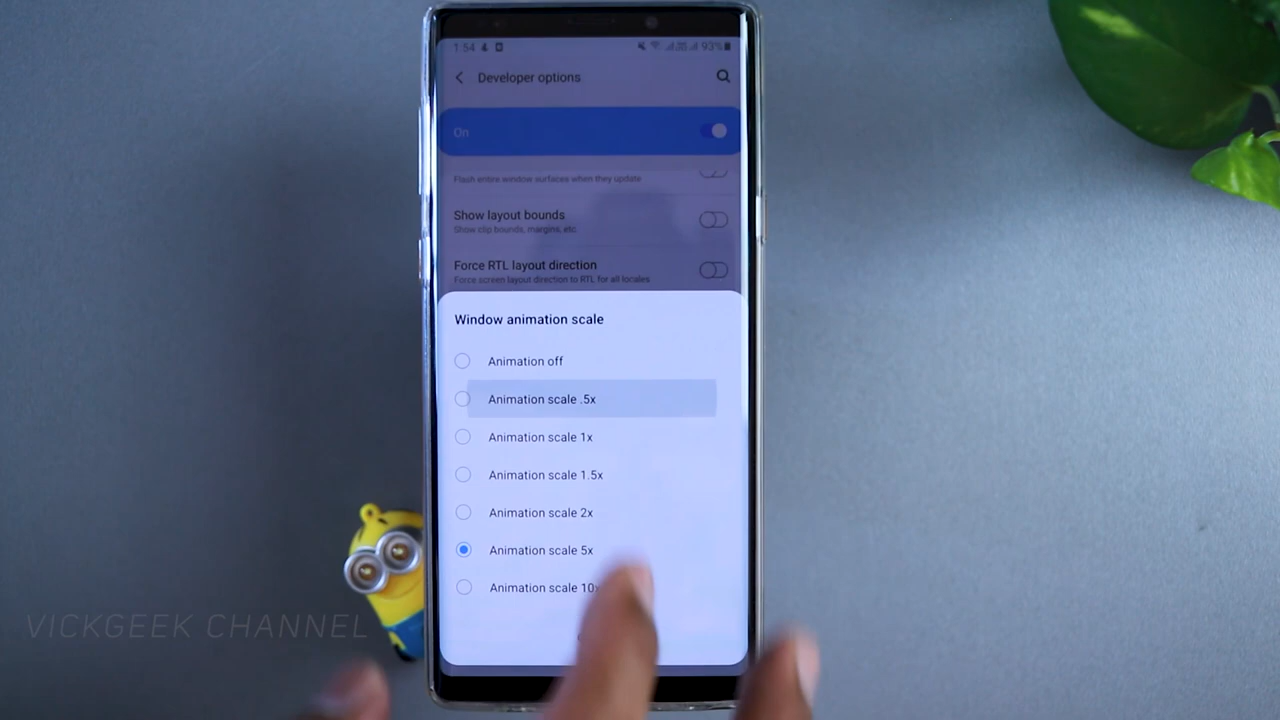 1:54
93%
Developer options
On
Flash entire window surfaces when they update
Show layout bounds
Show clip bounds, margins, etc.
Force RTL layout direction
Force screen layout direction to RTL for all locales
Window animation scale
Animation off
Animation scale .5x
Animation scale 1x
Animation scale 1.5x
Animation scale 2x
Animation scale 5x
Animation scale 10x
VICKGEEK CHANNEL